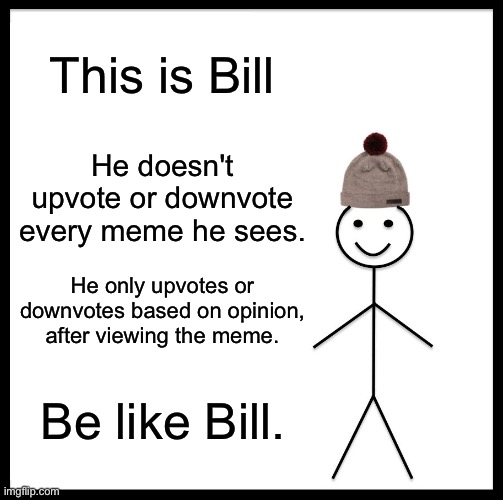 This is Bill
He doesn't
upvote or downvote
every meme he sees.
He only upvotes or
downvotes based on opinion,
after viewing the meme.
Be like Bill.
imgflip.com